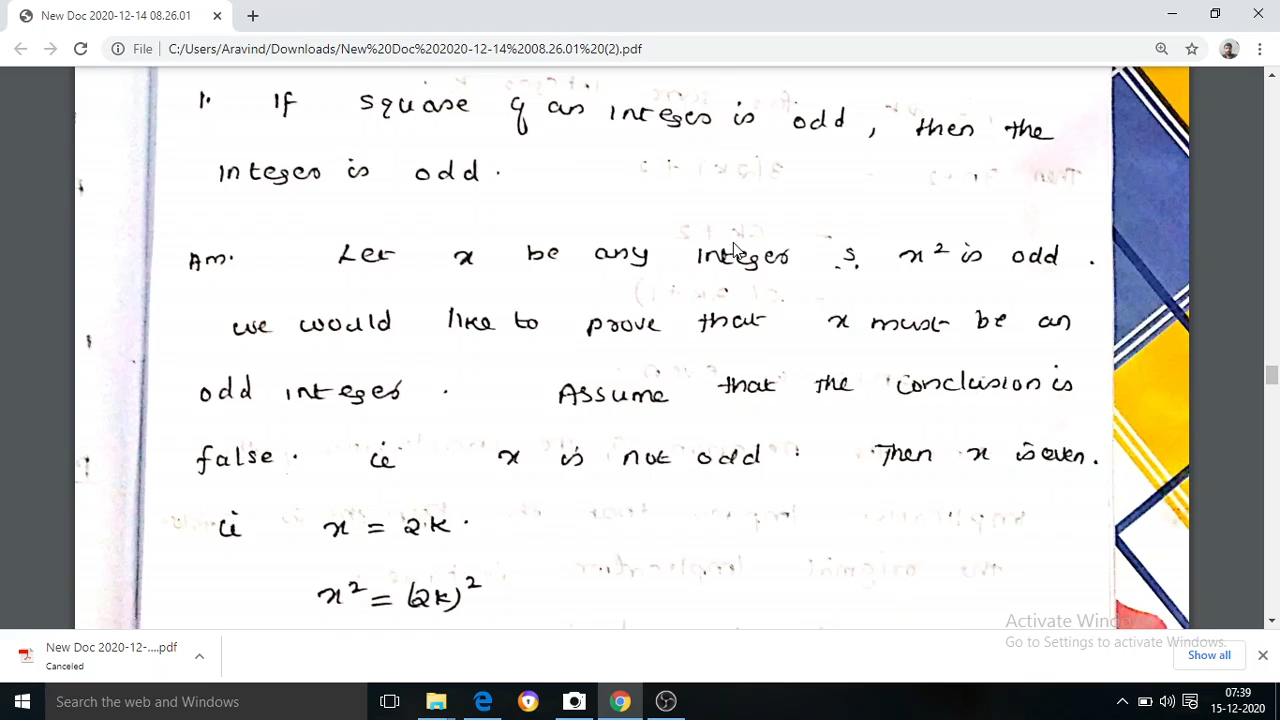 New Doc 2020-12-14 08.26.01
File C:/Users/Aravind/Downloads/New%20Doc%202020-12-14%2008.26.01%20(2).pdf
1. If square of an integer is odd, then the
integer is odd.
Ans. Let x be any integer s. x² is odd.
we would like to prove that x must be an
odd integer. Assume that the conclusion is
false. ie x is not odd. Then x is even.
ie x = 2k.
x² = (2k)²
Activate Windows
Go to Settings to activate Windows.
New Doc 2020-12-....pdf
Canceled
Show all
Search the web and Windows
07:39
15-12-2020